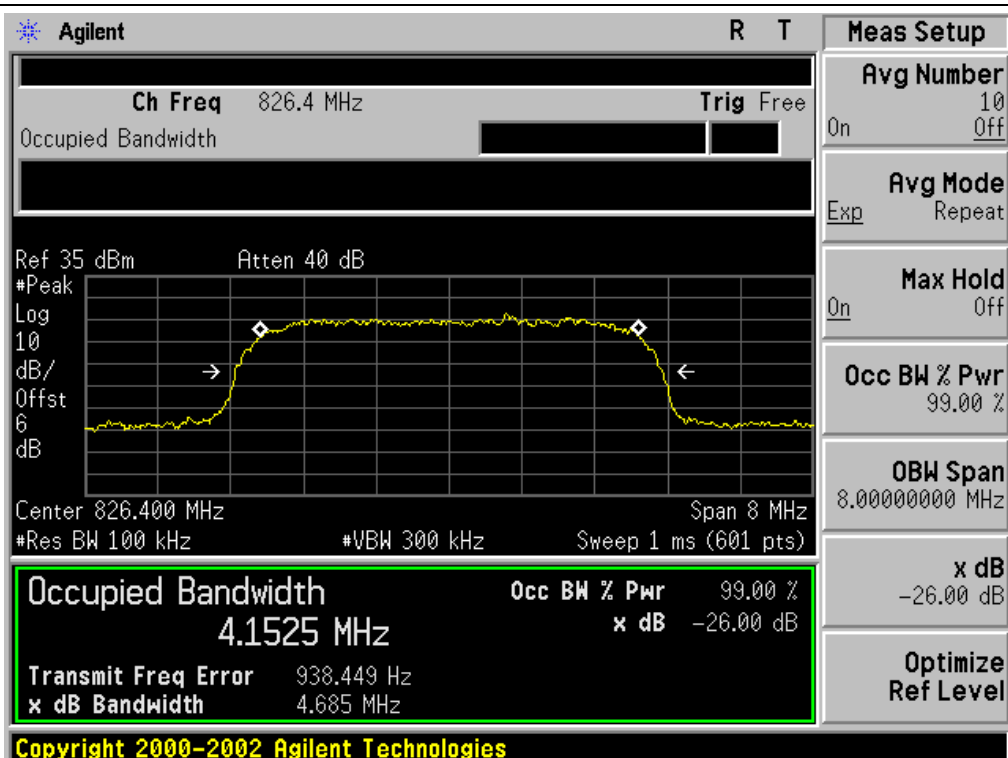 Agilent R T
Ch Freq 826.4 MHz Trig Free
Occupied Bandwidth
Ref 35 dBm Atten 40 dB
#Peak
Log
10
dB/
Offst
6
dB
Center 826.400 MHz Span 8 MHz
#Res BW 100 kHz #VBW 300 kHz Sweep 1 ms (601 pts)
Occupied Bandwidth Occ BW % Pwr 99.00 %
4.1525 MHz x dB -26.00 dB
Transmit Freq Error 938.449 Hz
x dB Bandwidth 4.685 MHz
Copyright 2000-2002 Agilent Technologies
Meas Setup
Avg Number
10
On Off
Avg Mode
Exp Repeat
Max Hold
On Off
Occ BW % Pwr
99.00 %
OBW Span
8.00000000 MHz
x dB
-26.00 dB
Optimize
Ref Level